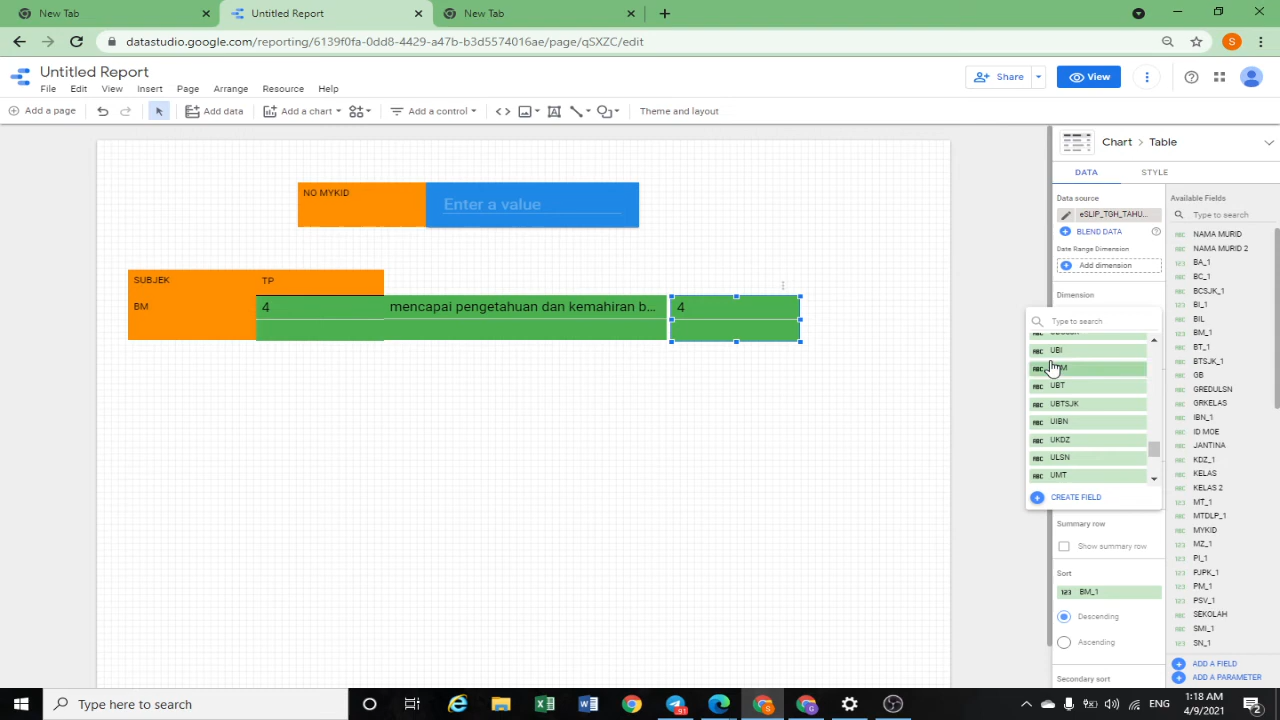 New Tab
Untitled Report
New Tab
datastudio.google.com/reporting/6139f0fa-0dd8-4429-a47b-b3d5574016ae/page/qSXZC/edit
S
Untitled Report
File Edit View Insert Page Arrange Resource Help
Share
View
Add a page
Add data
Add a chart
Add a control
Theme and layout
Chart > Table
DATA
STYLE
Data source
eSLIP_TGH_TAHU...
BLEND DATA
Date Range Dimension
Add dimension
Dimension
Type to search
UBI
UBT
UBTSJK
UIBN
UKDZ
ULSN
UMT
CREATE FIELD
Summary row
Show summary row
Sort
BM_1
Descending
Ascending
Secondary sort
Available Fields
Type to search
NAMA MURID
NAMA MURID 2
BA_1
BC_1
BCSJK_1
BI_1
BIL
BM_1
BT_1
BTSJK_1
GB
GREDULSN
GRKELAS
IBN_1
ID MOE
JANTINA
KDZ_1
KELAS
KELAS 2
MT_1
MTDLP_1
MYKID
MZ_1
PI_1
PJPK_1
PM_1
PSV_1
SEKOLAH
SMI_1
SN_1
ADD A FIELD
ADD A PARAMETER
NO MYKID
Enter a value
SUBJEK
TP
BM
4
mencapai pengetahuan dan kemahiran b...
4
Type here to search
91
ENG
1:18 AM
4/9/2021
2